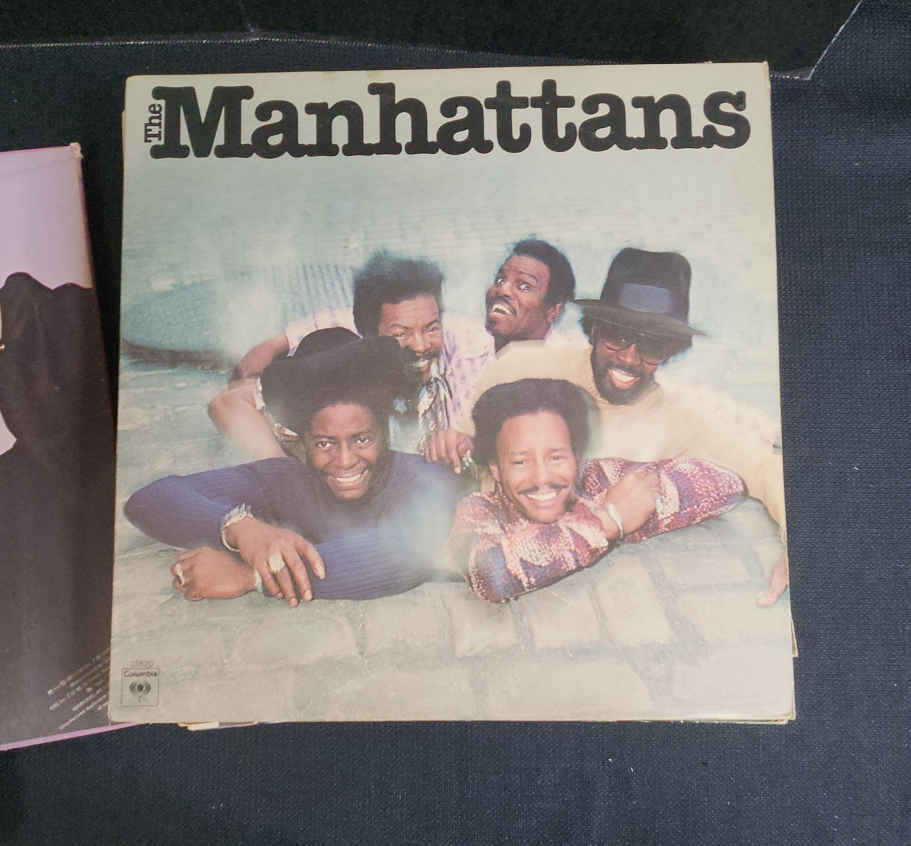 The Manhattans
Columbia